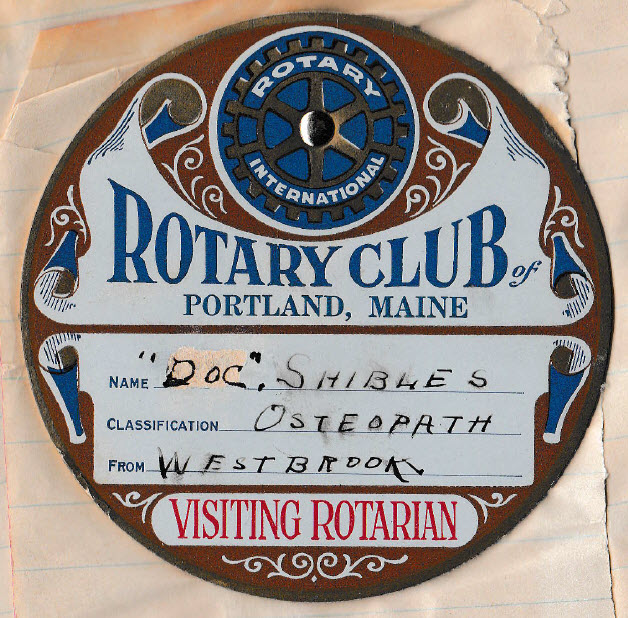 ROTARY
INTERNATIONAL
ROTARY CLUB of
PORTLAND, MAINE
NAME "DOC", SHIBLES
CLASSIFICATION OSTEOPATH
FROM WESTBROOK
VISITING ROTARIAN